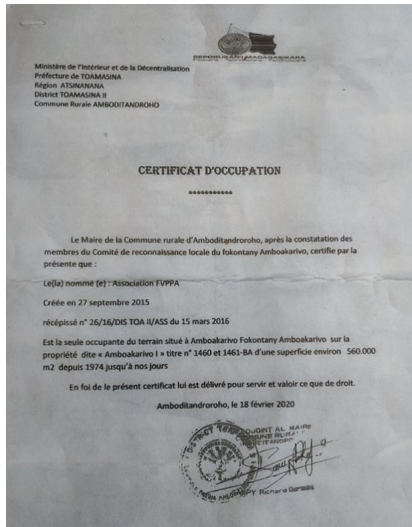 REPOBLIKAN'I MADAGASIKARA
Ministère de l'Intérieur et de la Décentralisation
Préfecture de TOAMASINA
Région ATSINANANA
District TOAMASINA II
Commune Rurale AMBODITANDROHO
CERTIFICAT D'OCCUPATION
Le Maire de la Commune rurale d'Amboditandroroho, après la constatation des
membres du Comité de reconnaissance locale du fokontany Amboakarivo, certifie par la
présente que :
Le(la) nommé (e) : Association FVPPA
Créée en 27 septembre 2015
récépissé n° 26/16/DIS TOA II/ASS du 15 mars 2016
Est la seule occupante du terrain situé à Amboakarivo Fokontany Amboakarivo sur la
propriété dite « Amboakarivo I » titre n° 1460 et 1461-BA d'une superficie environ 560.000
m2 depuis 1974 jusqu'à nos jours
En foi de le présent certificat lui est délivré pour servir et valoir ce que de droit.
Amboditandroroho, le 18 février 2020
ADJOINT AU MAIRE
Richard